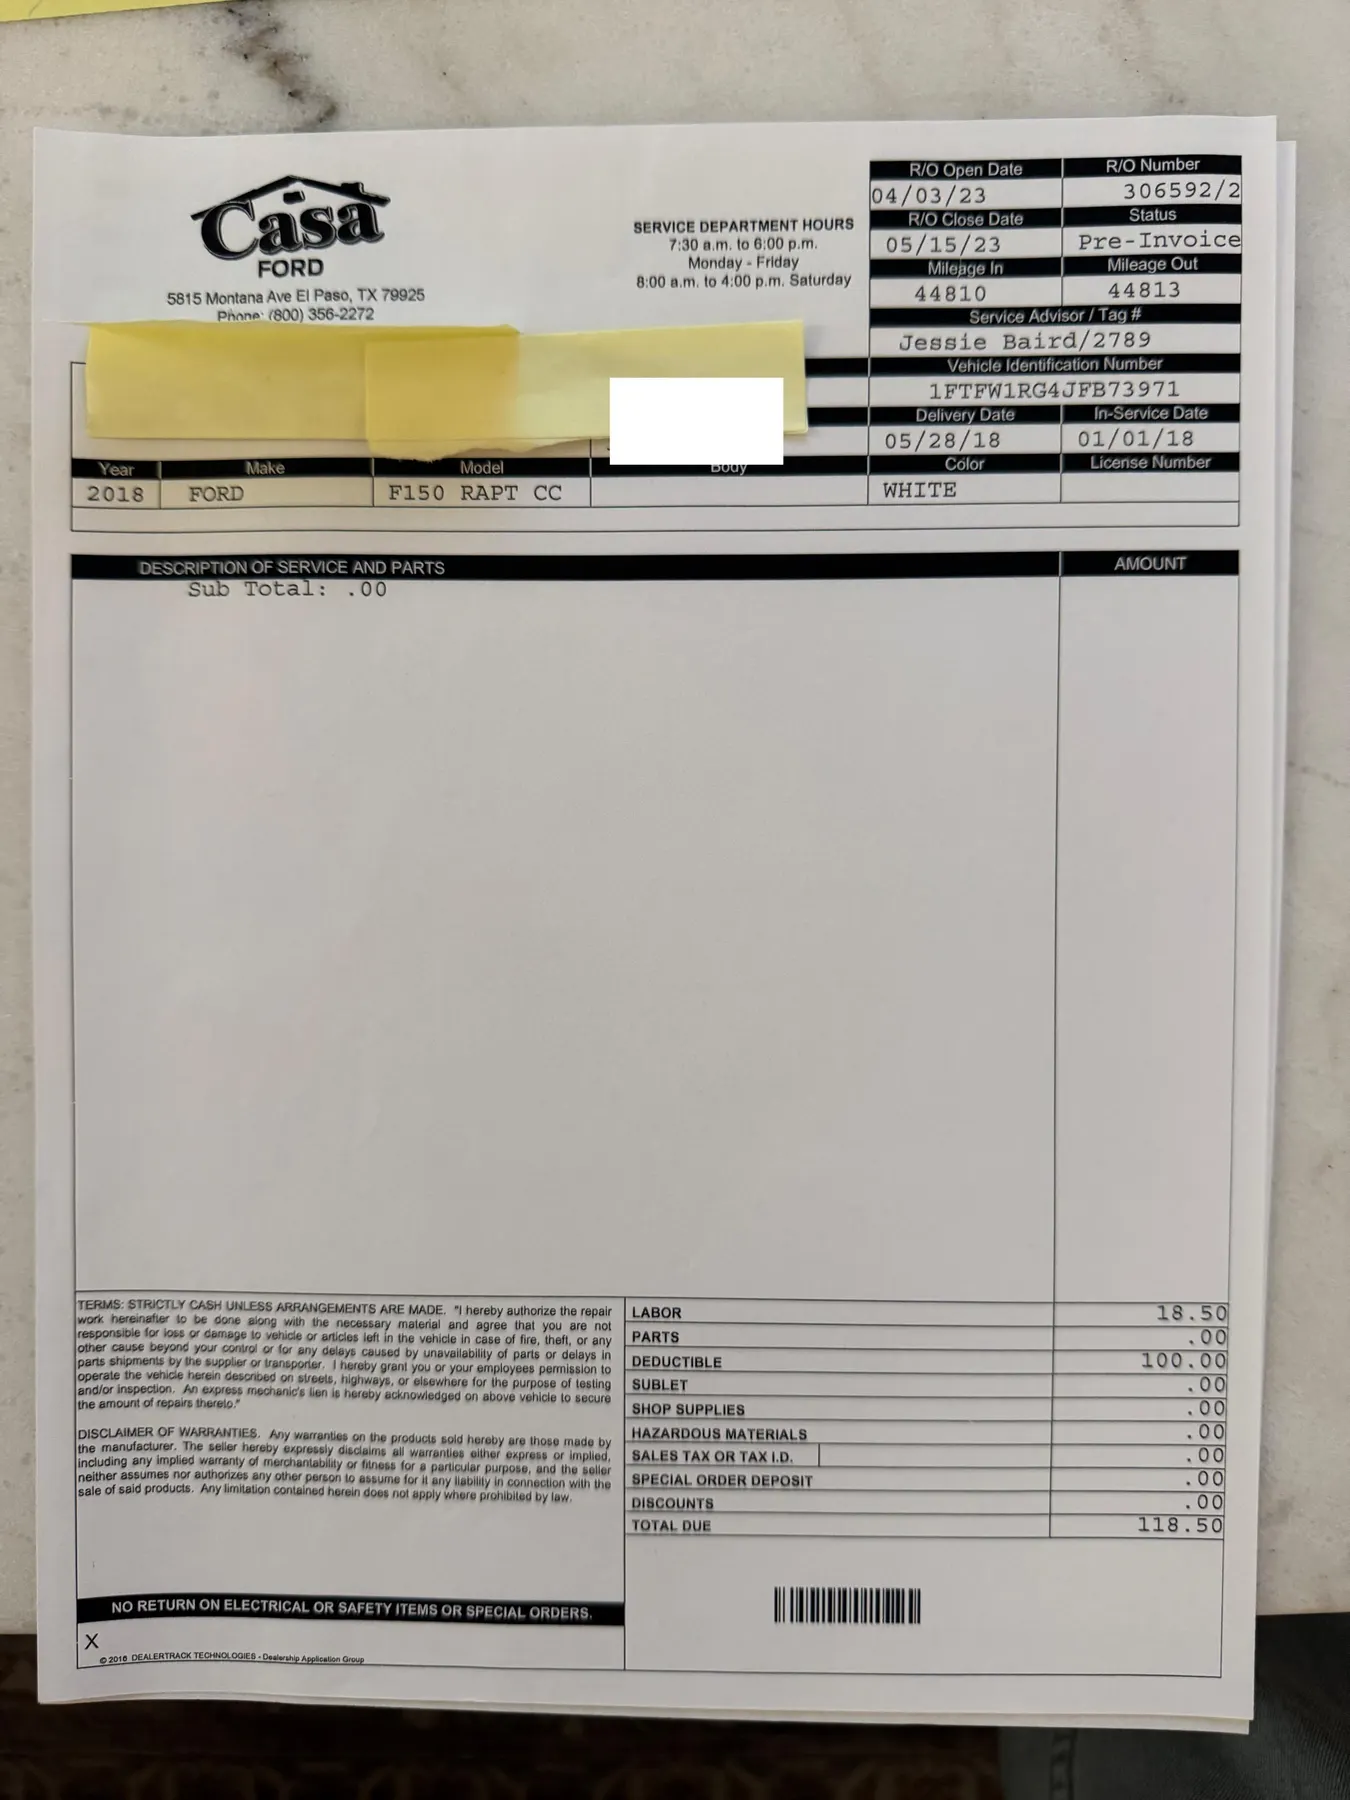 Casa
FORD
5815 Montana Ave El Paso, TX 79925
Phone: (800) 356-2272
SERVICE DEPARTMENT HOURS
7:30 a.m. to 6:00 p.m.
Monday - Friday
8:00 a.m. to 4:00 p.m. Saturday
R/O Open Date R/O Number
04/03/23 306592/2
R/O Close Date Status
05/15/23 Pre-Invoice
Mileage In Mileage Out
44810 44813
Service Advisor / Tag #
Jessie Baird/2789
Vehicle Identification Number
1FTFW1RG4JFB73971
Delivery Date In-Service Date
05/28/18 01/01/18
Year Make Model Body Color License Number
2018 FORD F150 RAPT CC WHITE
DESCRIPTION OF SERVICE AND PARTS AMOUNT
Sub Total: .00
TERMS: STRICTLY CASH UNLESS ARRANGEMENTS ARE MADE. "I hereby authorize the repair
work hereinafter to be done along with the necessary material and agree that you are not
responsible for loss or damage to vehicle or articles left in the vehicle in case of fire, theft, or any
other cause beyond your control or for any delays caused by unavailability of parts or delays in
parts shipments by the supplier or transporter. I hereby grant you or your employees permission to
operate the vehicle herein described on streets, highways, or elsewhere for the purpose of testing
and/or inspection. An express mechanic's lien is hereby acknowledged on above vehicle to secure
the amount of repairs thereto."
DISCLAIMER OF WARRANTIES. Any warranties on the products sold hereby are those made by
the manufacturer. The seller hereby expressly disclaims all warranties either express or implied,
including any implied warranty of merchantability or fitness for a particular purpose, and the seller
neither assumes nor authorizes any other person to assume for it any liability in connection with the
sale of said products. Any limitation contained herein does not apply where prohibited by law.
NO RETURN ON ELECTRICAL OR SAFETY ITEMS OR SPECIAL ORDERS.
X
© 2016 DEALERTRACK TECHNOLOGIES - Dealership Application Group
LABOR 18.50
PARTS .00
DEDUCTIBLE 100.00
SUBLET .00
SHOP SUPPLIES .00
HAZARDOUS MATERIALS .00
SALES TAX OR TAX I.D. .00
SPECIAL ORDER DEPOSIT .00
DISCOUNTS .00
TOTAL DUE 118.50